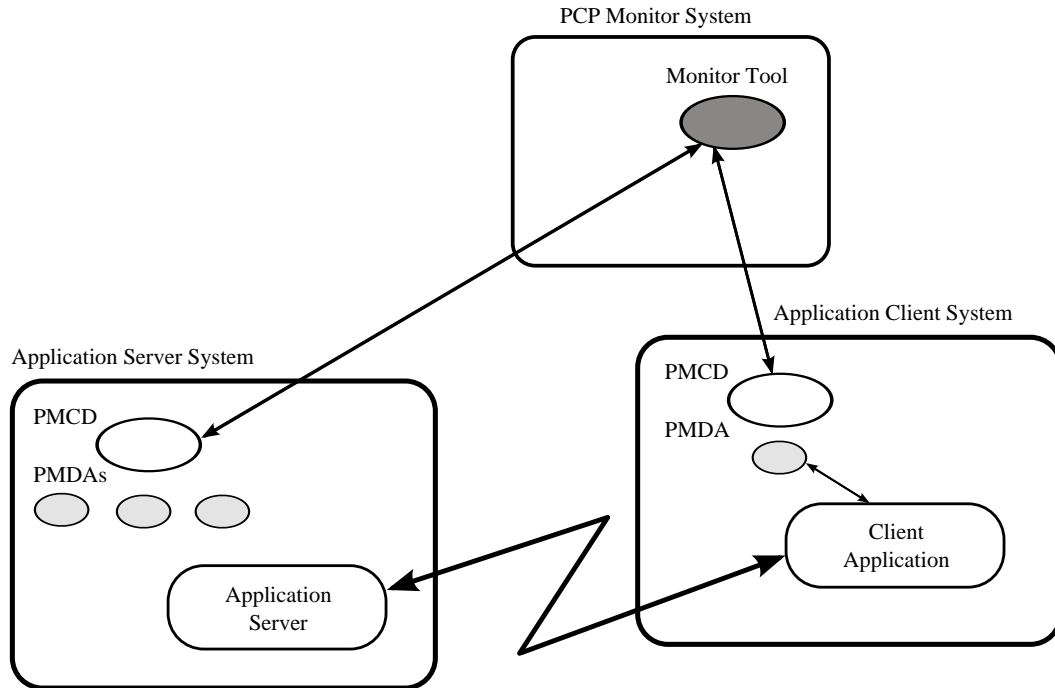 PCP Monitor System
Monitor Tool
Application Client System
Application Server System
PMCD
PMDA
PMCD
PMDAs
Client
Application
Application
Server